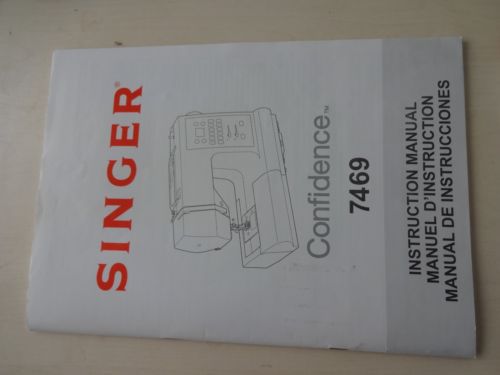 SINGER®
Confidence™
7469
INSTRUCTION MANUAL
MANUEL D'INSTRUCTION
MANUAL DE INSTRUCCIONES